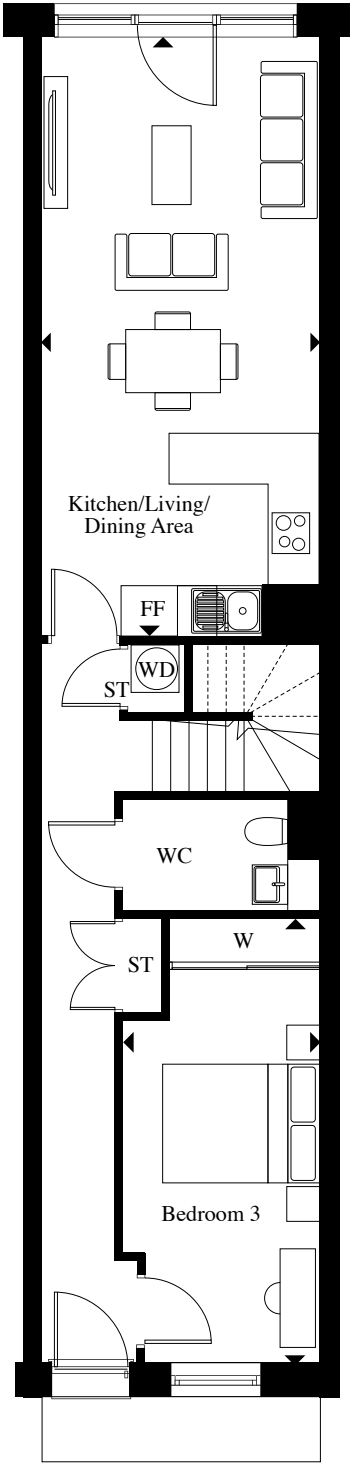 Kitchen/Living/
Dining Area
FF
WD
ST
WC
W
ST
Bedroom 3